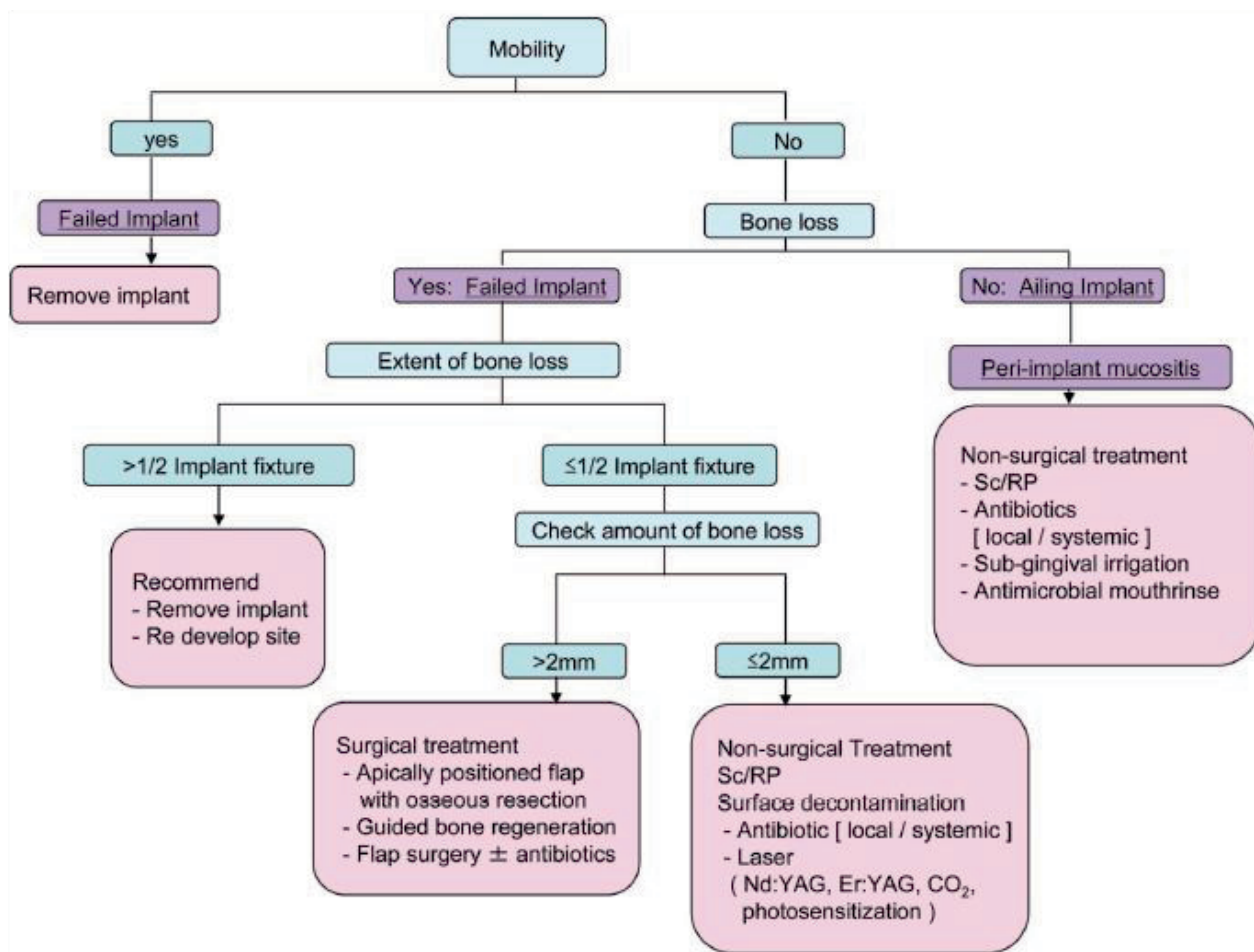 Mobility
yes
No
Failed Implant
Bone loss
Remove implant
Yes: Failed Implant
No: Ailing Implant
Extent of bone loss
Peri-implant mucositis
>1/2 Implant fixture
≤1/2 Implant fixture
Non-surgical treatment
- Sc/RP
- Antibiotics
[ local / systemic ]
- Sub-gingival irrigation
- Antimicrobial mouthrinse
Check amount of bone loss
Recommend
- Remove implant
- Re develop site
>2mm
≤2mm
Surgical treatment
- Apically positioned flap
with osseous resection
- Guided bone regeneration
- Flap surgery ± antibiotics
Non-surgical Treatment
Sc/RP
Surface decontamination
- Antibiotic [ local / systemic ]
- Laser
( Nd:YAG, Er:YAG, CO₂,
photosensitization )